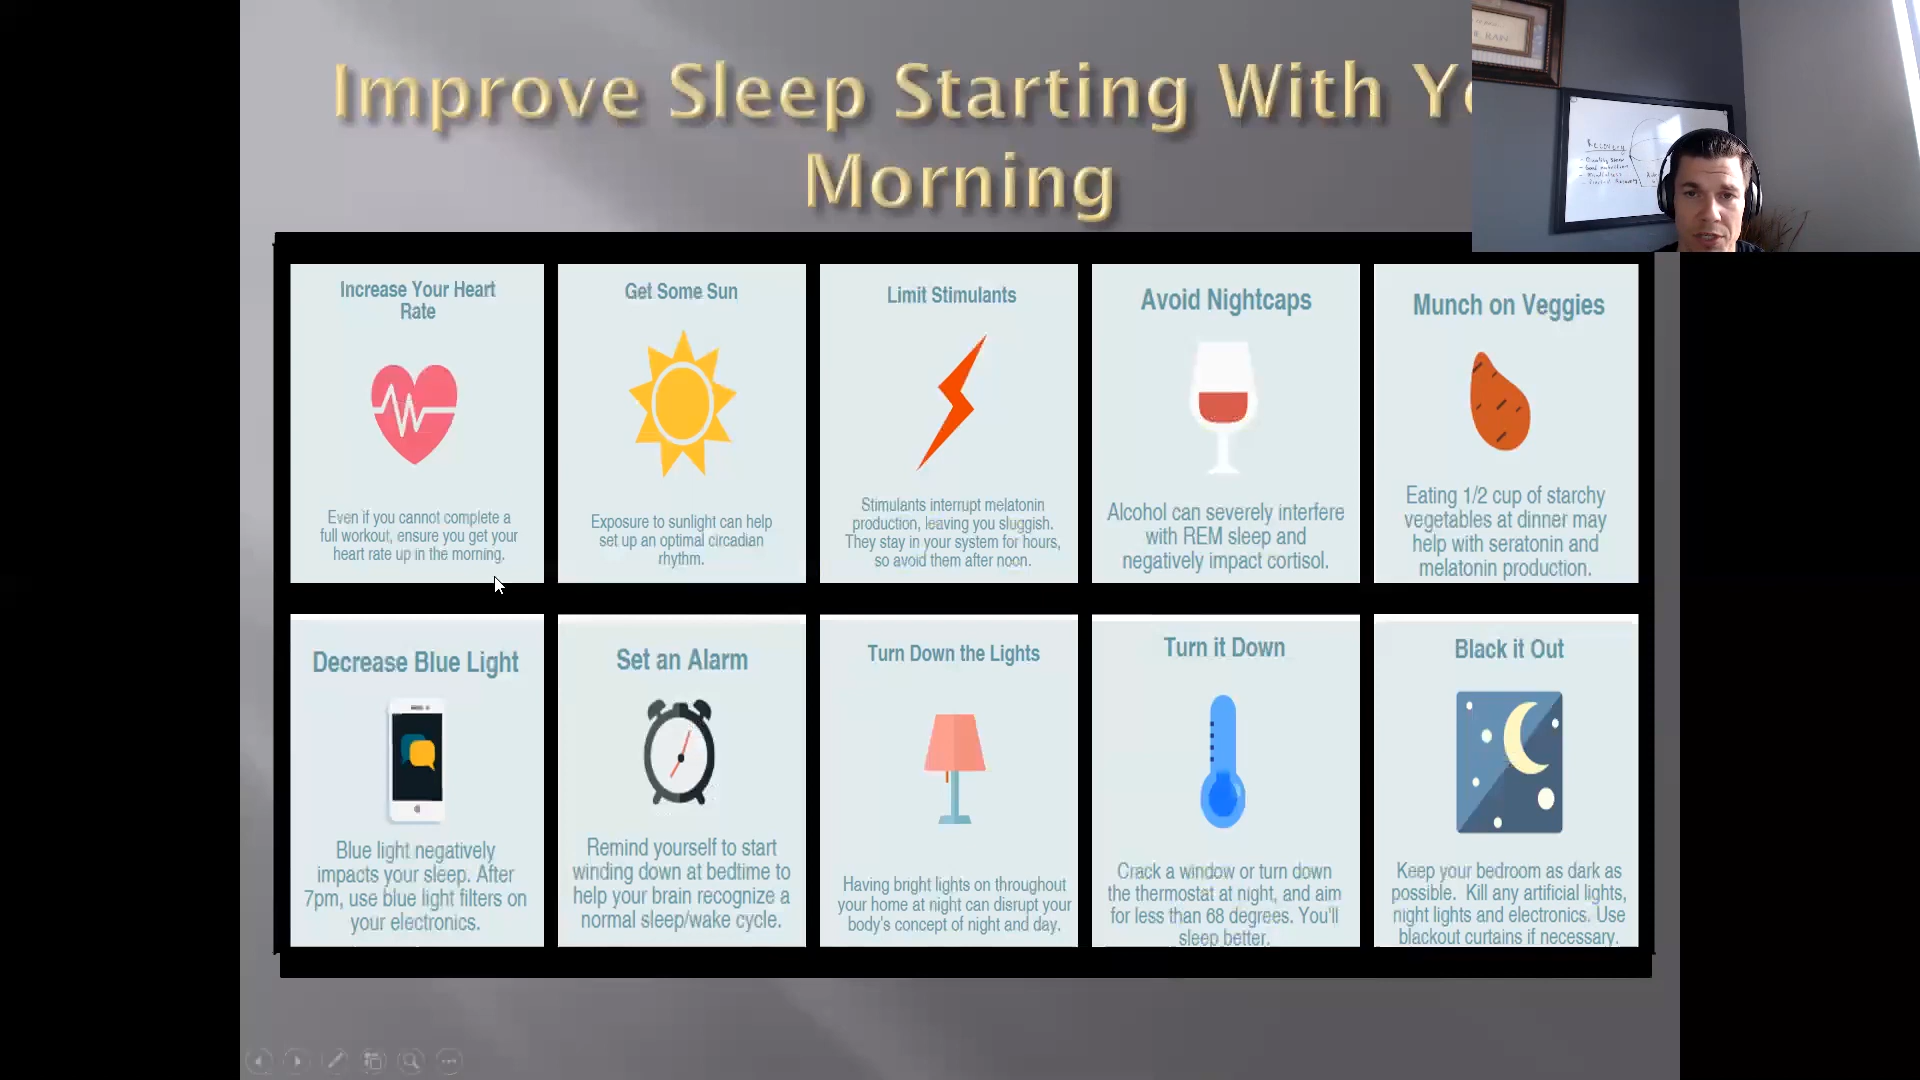 Improve Sleep Starting With
Morning
Increase Your Heart
Rate
Even if you cannot complete a
full workout, ensure you get your
heart rate up in the morning.
Get Some Sun
Exposure to sunlight can help
set up an optimal circadian
rhythm.
Limit Stimulants
Stimulants interrupt melatonin
production, leaving you sluggish.
They stay in your system for hours,
so avoid them after noon.
Avoid Nightcaps
Alcohol can severely interfere
with REM sleep and
negatively impact cortisol.
Munch on Veggies
Eating 1/2 cup of starchy
vegetables at dinner may
help with seratonin and
melatonin production.
Decrease Blue Light
Blue light negatively
impacts your sleep. After
7pm, use blue light filters on
your electronics.
Set an Alarm
Remind yourself to start
winding down at bedtime to
help your brain recognize a
normal sleep/wake cycle.
Turn Down the Lights
Having bright lights on throughout
your home at night can disrupt your
body's concept of night and day.
Turn it Down
Crack a window or turn down
the thermostat at night, and aim
for less than 68 degrees. You'll
sleep better.
Black it Out
Keep your bedroom as dark as
possible. Kill any artificial lights,
night lights and electronics. Use
blackout curtains if necessary.
Recovery